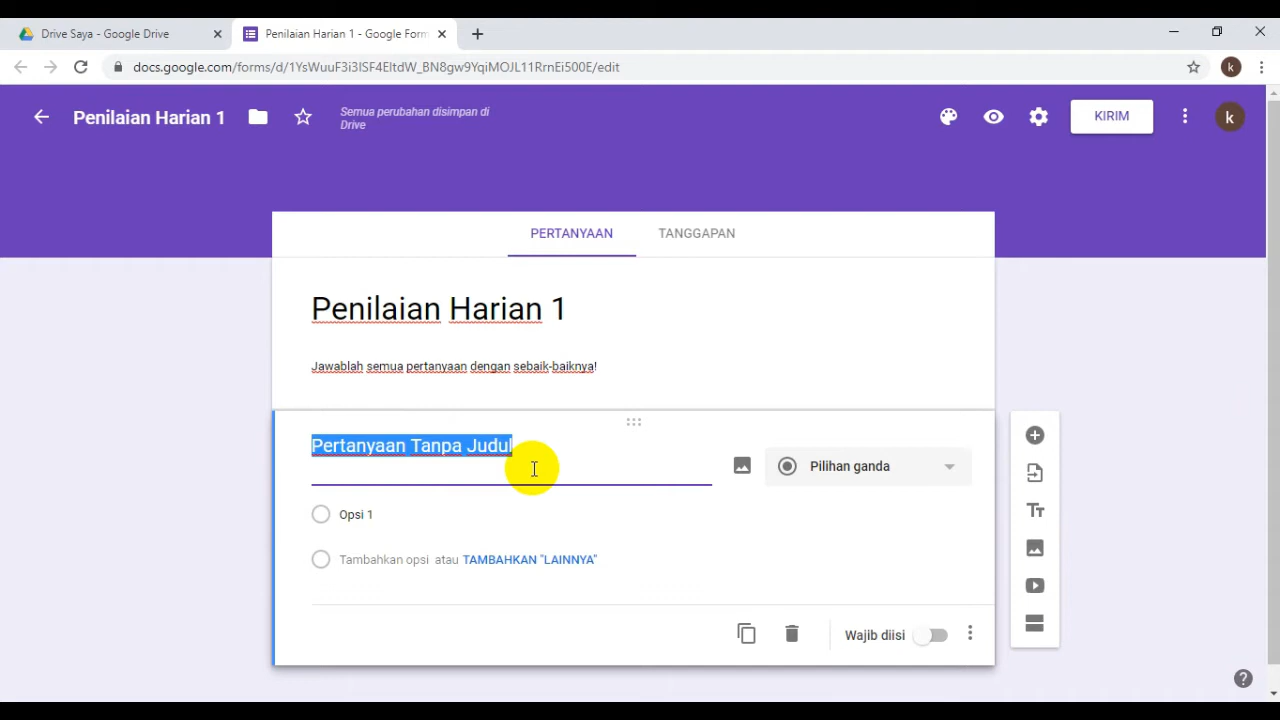 Drive Saya - Google Drive
Penilaian Harian 1 - Google Form
docs.google.com/forms/d/1YsWuuF3i3ISF4EItdW_BN8gw9YqiMOJL11RrnEi500E/edit
k
Penilaian Harian 1
Semua perubahan disimpan di
Drive
KIRIM
k
PERTANYAAN
TANGGAPAN
Penilaian Harian 1
Jawablah semua pertanyaan dengan sebaik-baiknya!
Pertanyaan Tanpa Judul
Pilihan ganda
Opsi 1
Tambahkan opsi atau TAMBAHKAN "LAINNYA"
Wajib diisi